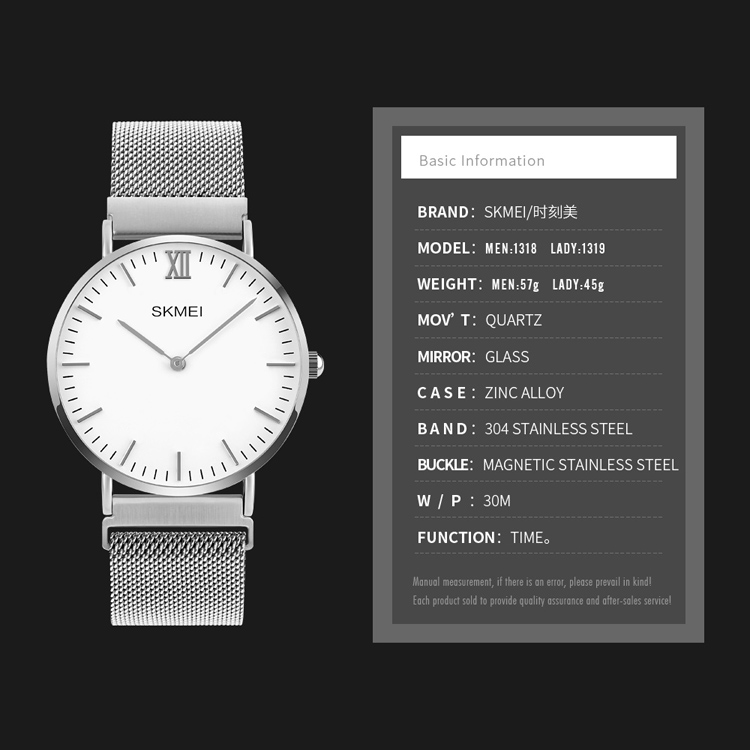 XII
SKMEI
Basic Information
BRAND: SKMEI/时刻美
MODEL: MEN:1318 LADY:1319
WEIGHT: MEN:57g LADY:45g
MOV’T: QUARTZ
MIRROR: GLASS
CASE: ZINC ALLOY
BAND: 304 STAINLESS STEEL
BUCKLE: MAGNETIC STAINLESS STEEL
W/P: 30M
FUNCTION: TIME。
Manual measurement, if there is an error, please prevail in kind!
Each product sold to provide quality assurance and after-sales service!